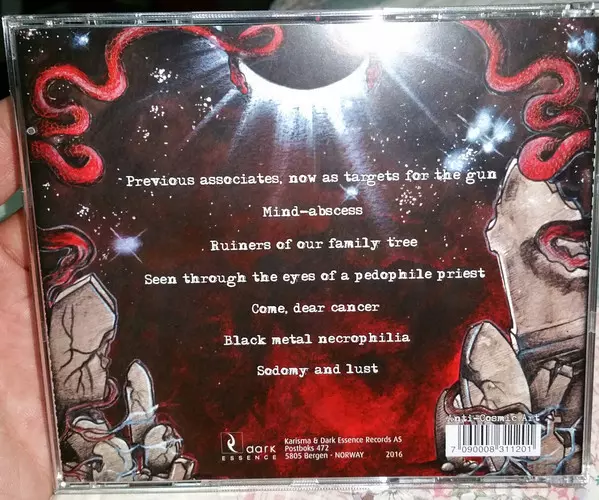 Previous associates, now as targets for the gun
Mind-abscess
Ruiners of our family tree
Seen through the eyes of a pedophile priest
Come, dear cancer
Black metal necrophilia
Sodomy and lust
Anti-Cosmic Art
dark
ESSENCE
Karisma & Dark Essence Records AS
Postboks 472
5805 Bergen - NORWAY 2016
7 090008 311201